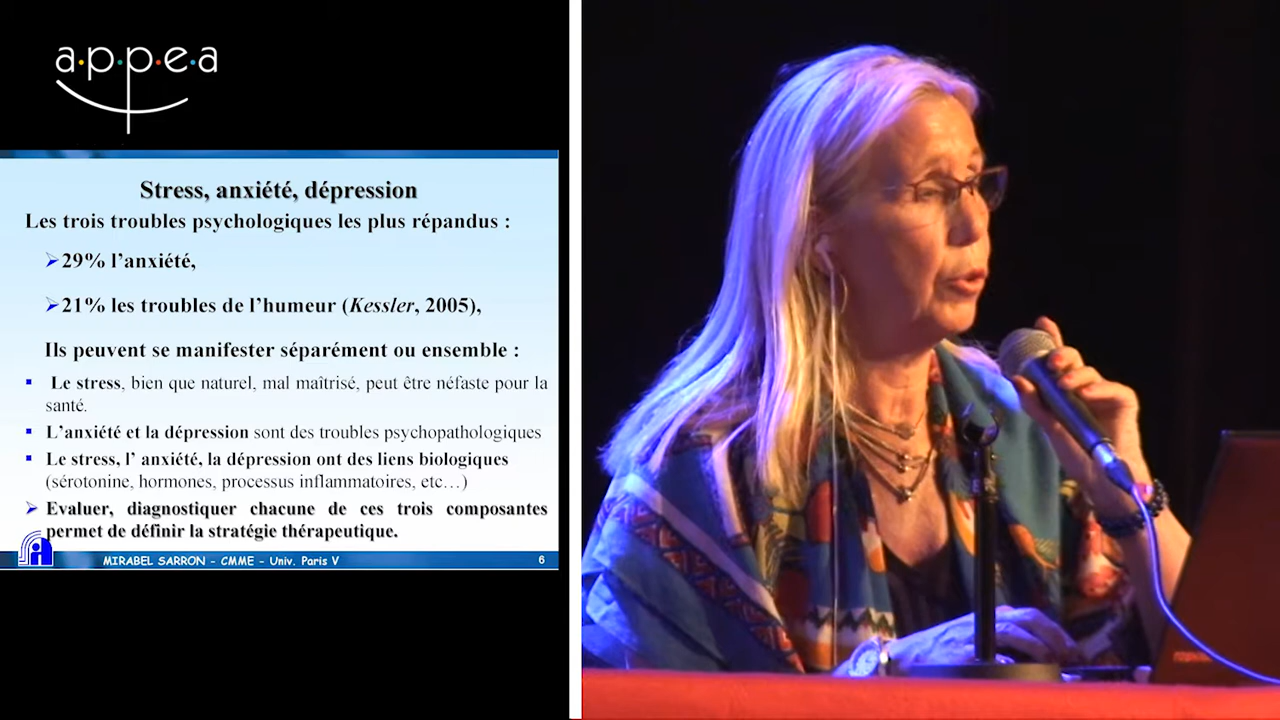 a·p·p·e·a
Stress, anxiété, dépression
Les trois troubles psychologiques les plus répandus :
➢29% l’anxiété,
➢21% les troubles de l’humeur (Kessler, 2005),
Ils peuvent se manifester séparément ou ensemble :
▪ Le stress, bien que naturel, mal maîtrisé, peut être néfaste pour la
santé.
▪ L’anxiété et la dépression sont des troubles psychopathologiques
▪ Le stress, l’ anxiété, la dépression ont des liens biologiques
(sérotonine, hormones, processus inflammatoires, etc…)
➢ Evaluer, diagnostiquer chacune de ces trois composantes
permet de définir la stratégie thérapeutique.
MIRABEL SARRON – CMME – Univ. Paris V 6